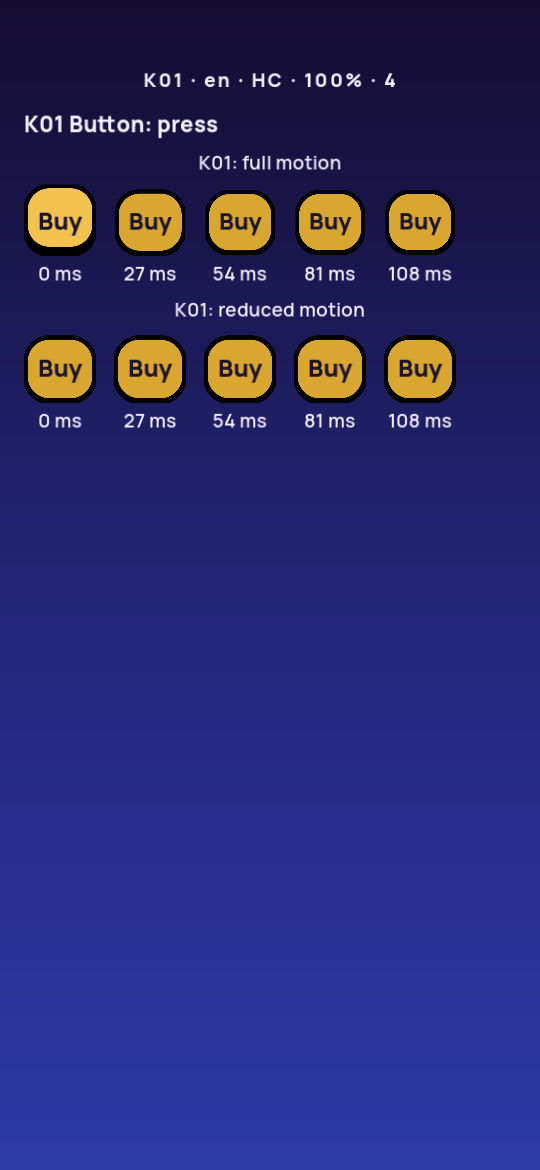 K01 · en · HC · 100% · 4
K01 Button: press
K01: full motion
Buy Buy Buy Buy Buy
0 ms 27 ms 54 ms 81 ms 108 ms
K01: reduced motion
Buy Buy Buy Buy Buy
0 ms 27 ms 54 ms 81 ms 108 ms